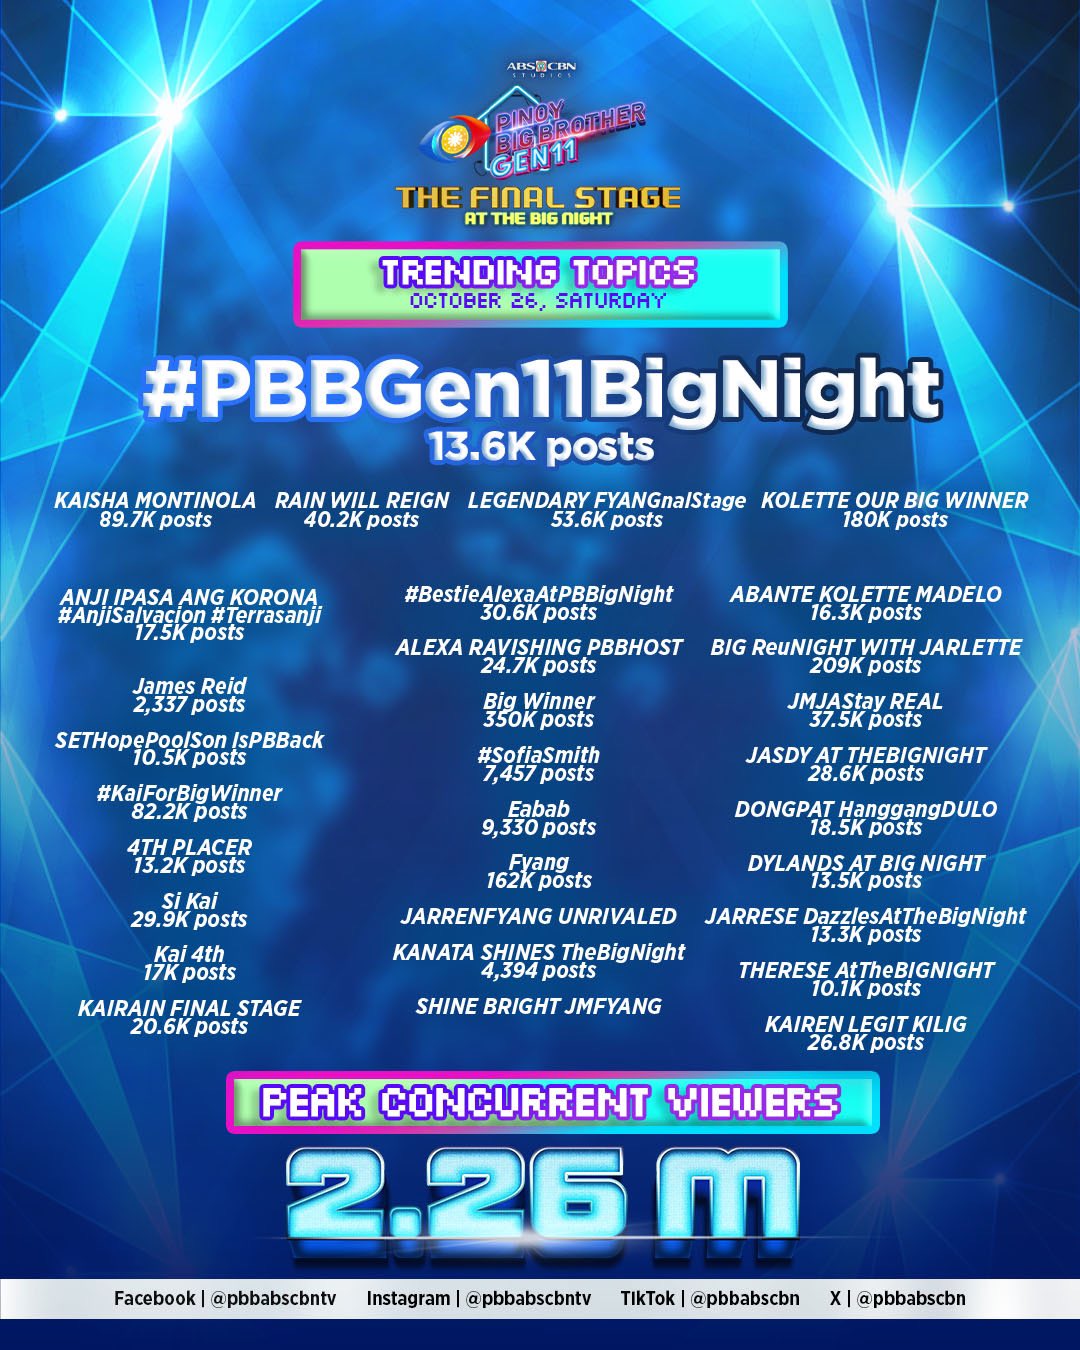 ABS CBN
STUDIOS
PINOY
BIG BROTHER
GEN11
THE FINAL STAGE
AT THE BIG NIGHT
TRENDING TOPICS
OCTOBER 26, SATURDAY
#PBBGen11BigNight
13.6K posts
KAISHA MONTINOLA
89.7K posts
RAIN WILL REIGN
40.2K posts
LEGENDARY FYANGnalStage
53.6K posts
KOLETTE OUR BIG WINNER
180K posts
ANJI IPASA ANG KORONA
#AnjiSalvacion #Terrasanji
17.5K posts
James Reid
2,337 posts
SETHopePoolSon IsPBBack
10.5K posts
#KaiForBigWinner
82.2K posts
4TH PLACER
13.2K posts
Si Kai
29.9K posts
Kai 4th
17K posts
KAIRAIN FINAL STAGE
20.6K posts
#BestieAlexaAtPBBigNight
30.6K posts
ALEXA RAVISHING PBBHOST
24.7K posts
Big Winner
350K posts
#SofiaSmith
7,457 posts
Eabab
9,330 posts
Fyang
162K posts
JARRENFYANG UNRIVALED
KANATA SHINES TheBigNight
4,394 posts
SHINE BRIGHT JMFYANG
ABANTE KOLETTE MADELO
16.3K posts
BIG ReuNIGHT WITH JARLETTE
209K posts
JMJAStay REAL
37.5K posts
JASDY AT THEBIGNIGHT
28.6K posts
DONGPAT HanggangDULO
18.5K posts
DYLANDS AT BIG NIGHT
13.5K posts
JARRESE DazzlesAtTheBigNight
13.3K posts
THERESE AtTheBIGNIGHT
10.1K posts
KAIREN LEGIT KILIG
26.8K posts
PEAK CONCURRENT VIEWERS
2.26 M
Facebook | @pbbabscbntv Instagram | @pbbabscbntv TikTok | @pbbabscbn X | @pbbabscbn